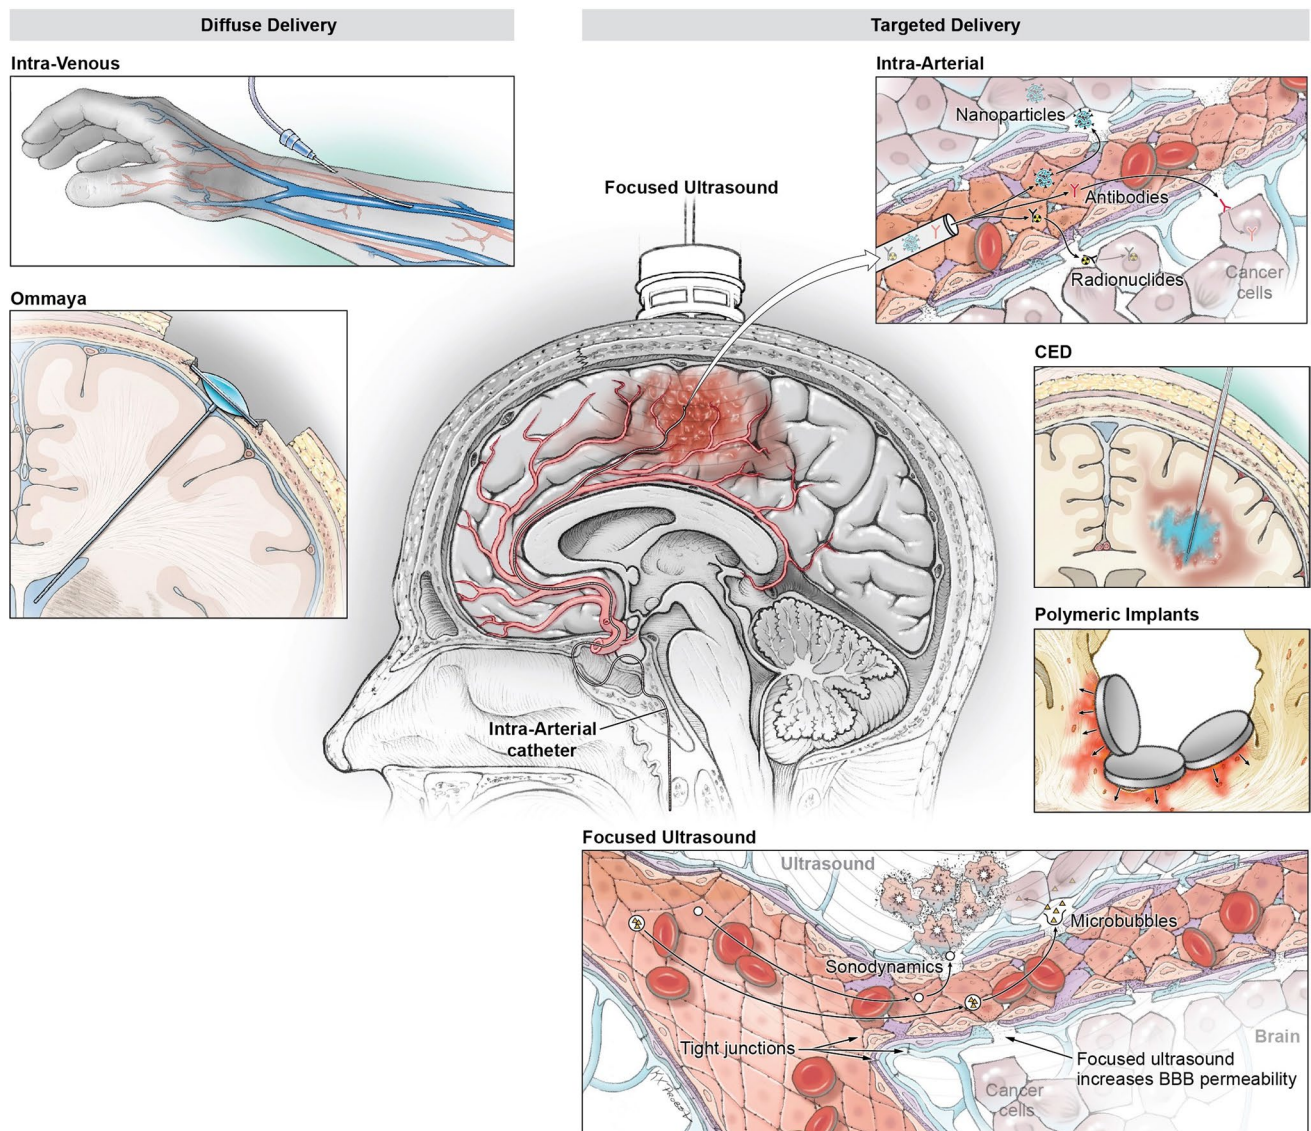 Diffuse Delivery
Targeted Delivery
Intra-Venous
Intra-Arterial
Nanoparticles
Antibodies
Radionuclides
Cancer
cells
Focused Ultrasound
Ommaya
CED
Polymeric Implants
Intra-Arterial
catheter
Focused Ultrasound
Ultrasound
Microbubbles
Sonodynamics
Tight junctions
Brain
Focused ultrasound
increases BBB permeability
Cancer
cells